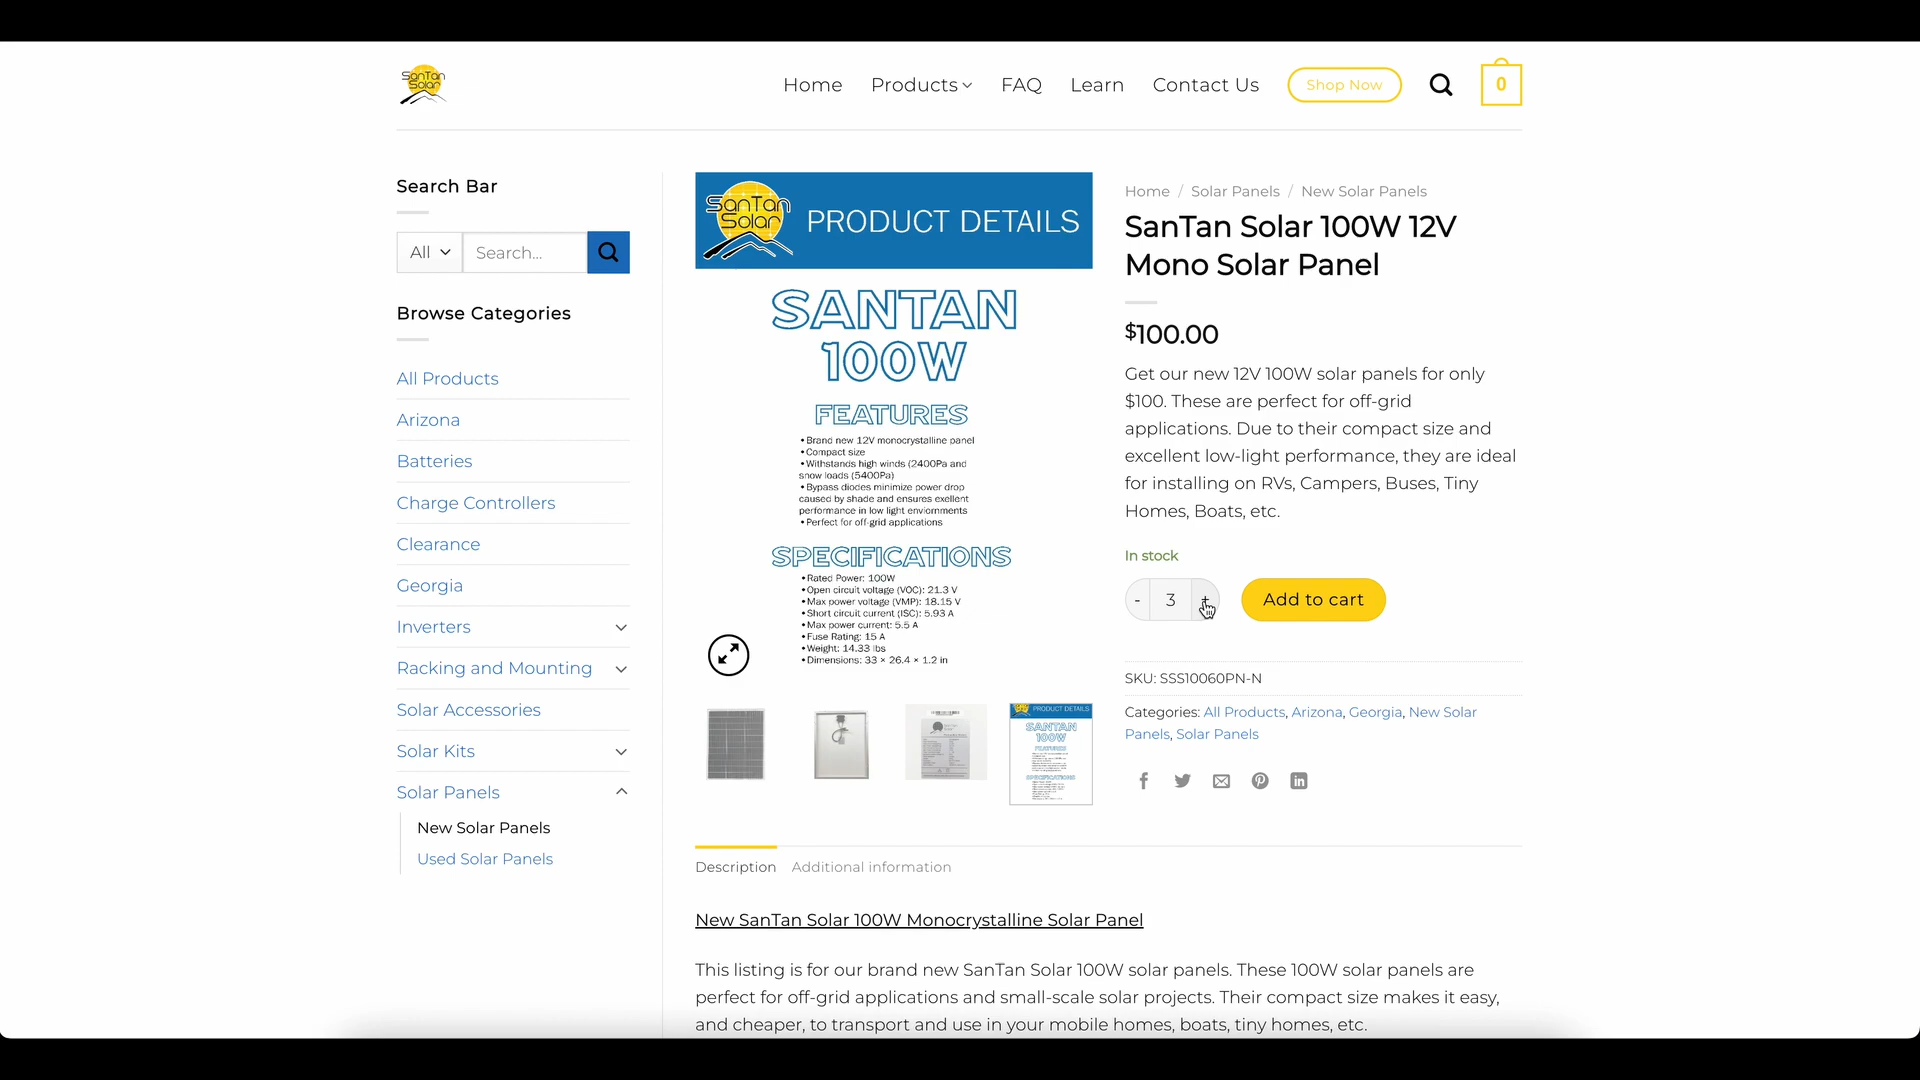 SanTan
Solar
Home
Products
FAQ
Learn
Contact Us
Shop Now
0
Search Bar
All
Search...
Browse Categories
All Products
Arizona
Batteries
Charge Controllers
Clearance
Georgia
Inverters
Racking and Mounting
Solar Accessories
Solar Kits
Solar Panels
New Solar Panels
Used Solar Panels
SanTan
Solar
PRODUCT DETAILS
SANTAN
100W
FEATURES
• Brand new 12V monocrystalline panel
• Compact size
• Withstands high winds (2400Pa and
snow loads (5400Pa)
• Bypass diodes minimize power drop
caused by shade and ensures exellent
performance in low light enviornments
• Perfect for off-grid applications
SPECIFICATIONS
• Rated Power: 100W
• Open circuit voltage (VOC): 21.3 V
• Max power voltage (VMP): 18.15 V
• Short circuit current (ISC): 5.93 A
• Max power current: 5.5 A
• Fuse Rating: 15 A
• Weight: 14.33 lbs
• Dimensions: 33 × 26.4 × 1.2 in
PRODUCT DETAILS
SANTAN
100W
FEATURES
SPECIFICATIONS
Home / Solar Panels / New Solar Panels
SanTan Solar 100W 12V
Mono Solar Panel
$100.00
Get our new 12V 100W solar panels for only
$100. These are perfect for off-grid
applications. Due to their compact size and
excellent low-light performance, they are ideal
for installing on RVs, Campers, Buses, Tiny
Homes, Boats, etc.
In stock
- 3 +
Add to cart
SKU: SSS10060PN-N
Categories: All Products, Arizona, Georgia, New Solar
Panels, Solar Panels
Description
Additional information
New SanTan Solar 100W Monocrystalline Solar Panel
This listing is for our brand new SanTan Solar 100W solar panels. These 100W solar panels are
perfect for off-grid applications and small-scale solar projects. Their compact size makes it easy,
and cheaper, to transport and use in your mobile homes, boats, tiny homes, etc.